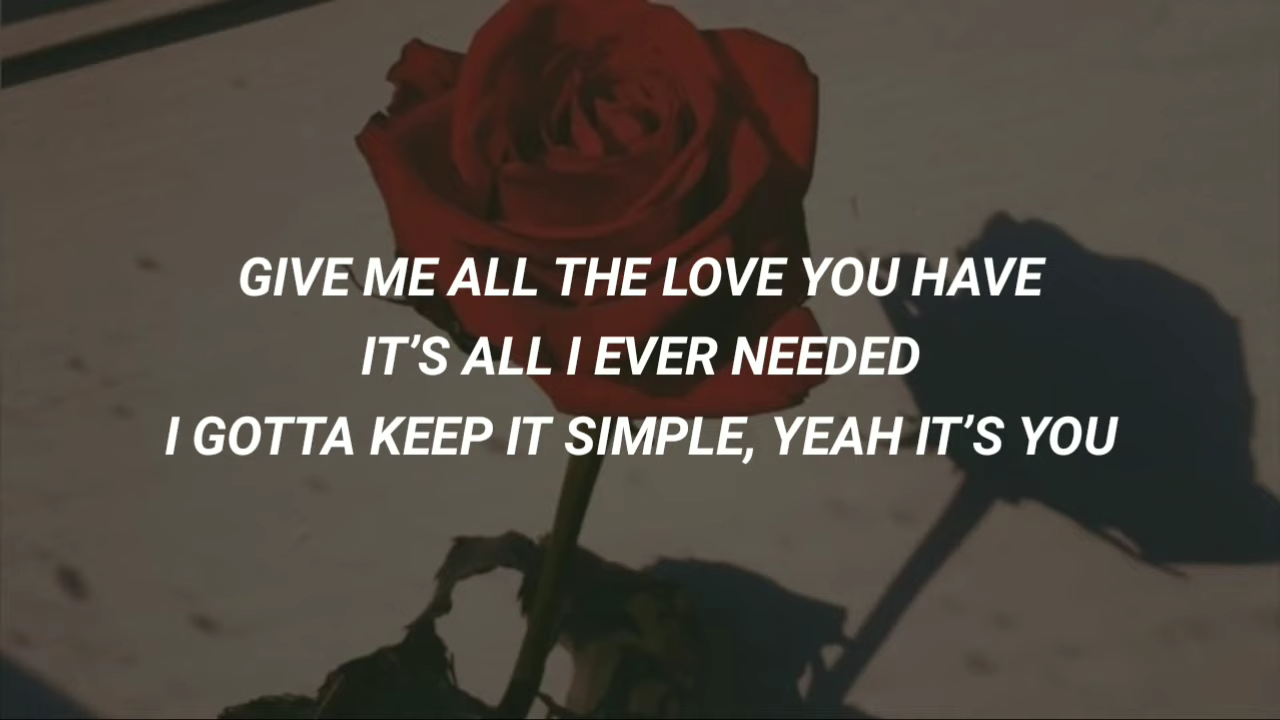 GIVE ME ALL THE LOVE YOU HAVE
IT’S ALL I EVER NEEDED
I GOTTA KEEP IT SIMPLE, YEAH IT’S YOU